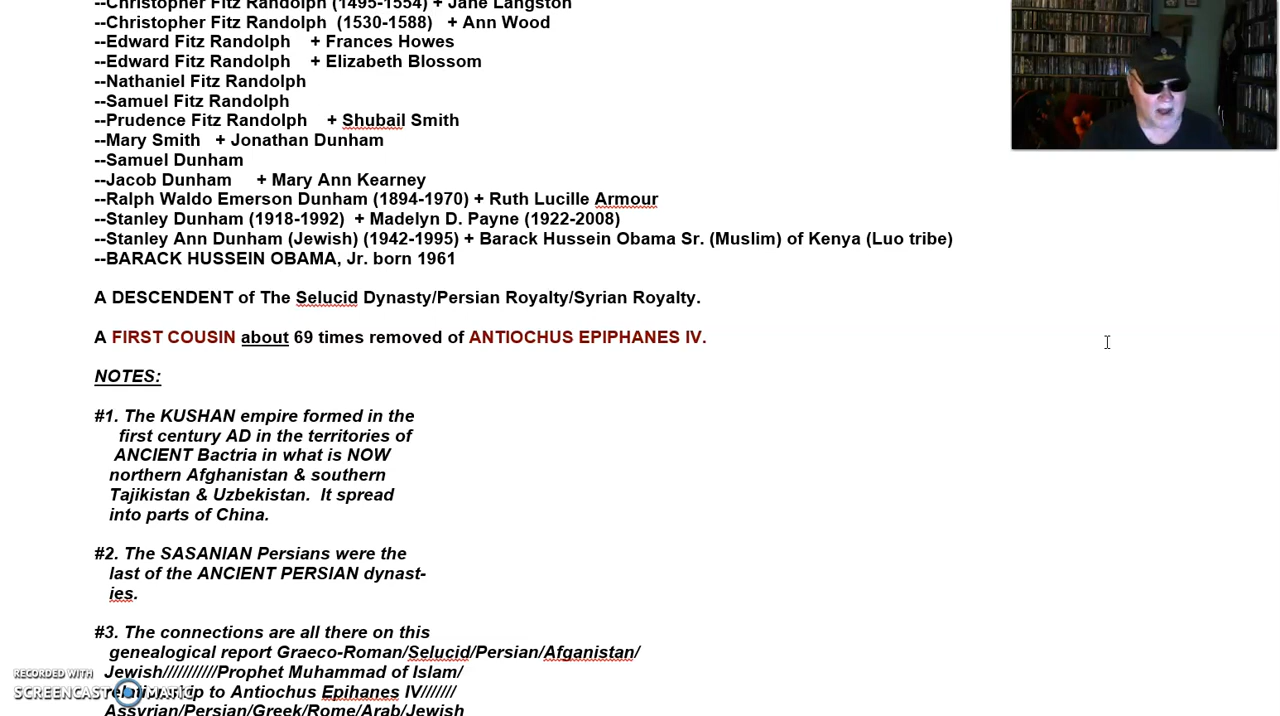 --Christopher Fitz Randolph (1495-1554) + Jane Langston
--Christopher Fitz Randolph (1530-1588) + Ann Wood
--Edward Fitz Randolph + Frances Howes
--Edward Fitz Randolph + Elizabeth Blossom
--Nathaniel Fitz Randolph
--Samuel Fitz Randolph
--Prudence Fitz Randolph + Shubail Smith
--Mary Smith + Jonathan Dunham
--Samuel Dunham
--Jacob Dunham + Mary Ann Kearney
--Ralph Waldo Emerson Dunham (1894-1970) + Ruth Lucille Armour
--Stanley Dunham (1918-1992) + Madelyn D. Payne (1922-2008)
--Stanley Ann Dunham (Jewish) (1942-1995) + Barack Hussein Obama Sr. (Muslim) of Kenya (Luo tribe)
--BARACK HUSSEIN OBAMA, Jr. born 1961
A DESCENDENT of The Selucid Dynasty/Persian Royalty/Syrian Royalty.
A FIRST COUSIN about 69 times removed of ANTIOCHUS EPIPHANES IV.
NOTES:
#1. The KUSHAN empire formed in the
first century AD in the territories of
ANCIENT Bactria in what is NOW
northern Afghanistan & southern
Tajikistan & Uzbekistan. It spread
into parts of China.
#2. The SASANIAN Persians were the
last of the ANCIENT PERSIAN dynast-
ies.
#3. The connections are all there on this
genealogical report Graeco-Roman/Selucid/Persian/Afganistan/
Jewish///////////Prophet Muhammad of Islam/
relationship to Antiochus Epihanes IV///////
Assyrian/Persian/Greek/Rome/Arab/Jewish
RECORDED WITH
SCREENCAST MATIC